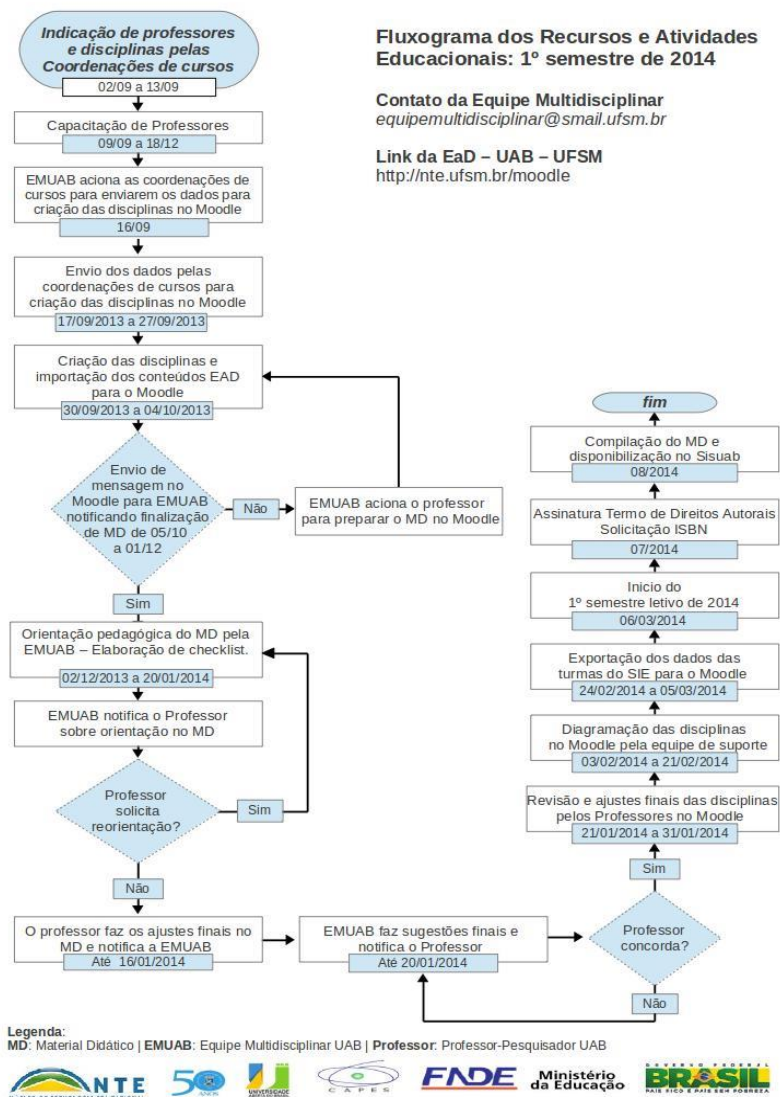 Indicação de professores
e disciplinas pelas
Coordenações de cursos
02/09 a 13/09
Fluxograma dos Recursos e Atividades
Educacionais: 1º semestre de 2014
Contato da Equipe Multidisciplinar
equipemultidisciplinar@smail.ufsm.br
Link da EaD – UAB – UFSM
http://nte.ufsm.br/moodle
Capacitação de Professores
09/09 a 18/12
EMUAB aciona as coordenações de
cursos para enviarem os dados para
criação das disciplinas no Moodle
16/09
Envio dos dados pelas
coordenações de cursos para
criação das disciplinas no Moodle
17/09/2013 a 27/09/2013
Criação das disciplinas e
importação dos conteúdos EAD
para o Moodle
30/09/2013 a 04/10/2013
Envio de
mensagem no
Moodle para EMUAB
notificando finalização
de MD de 05/10
a 01/12
Não
EMUAB aciona o professor
para preparar o MD no Moodle
Sim
Orientação pedagógica do MD pela
EMUAB – Elaboração de checklist.
02/12/2013 a 20/01/2014
EMUAB notifica o Professor
sobre orientação no MD
Professor
solicita
reorientação?
Sim
Não
O professor faz os ajustes finais no
MD e notifica a EMUAB
Até 16/01/2014
EMUAB faz sugestões finais e
notifica o Professor
Até 20/01/2014
Professor
concorda?
Não
Sim
Revisão e ajustes finais das disciplinas
pelos Professores no Moodle
21/01/2014 a 31/01/2014
Diagramação das disciplinas
no Moodle pela equipe de suporte
03/02/2014 a 21/02/2014
Exportação dos dados das
turmas do SIE para o Moodle
24/02/2014 a 05/03/2014
Inicio do
1º semestre letivo de 2014
06/03/2014
Assinatura Termo de Direitos Autorais
Solicitação ISBN
07/2014
Compilação do MD e
disponibilização no Sisuab
08/2014
fim
Legenda:
MD: Material Didático | EMUAB: Equipe Multidisciplinar UAB | Professor: Professor-Pesquisador UAB
NTE
50
ANOS
UNIVERSIDADE
ABERTA DO BRASIL
CAPES
FNDE
Ministério
da Educação
GOVERNO FEDERAL
BRASIL
PAÍS RICO É PAÍS SEM POBREZA